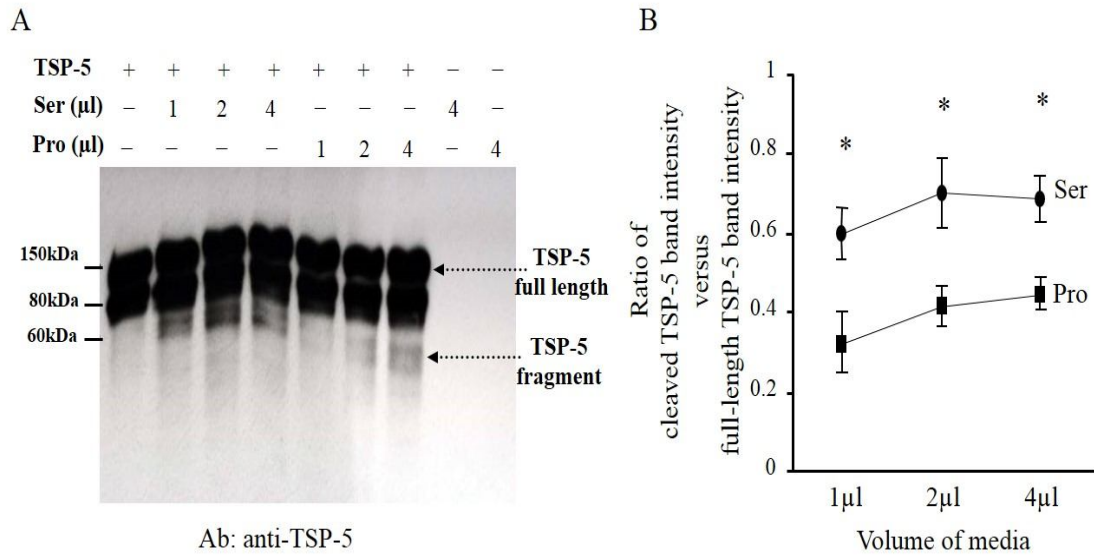 A
TSP-5 + + + + + + + – –
Ser (µl) – 1 2 4 – – – 4 –
Pro (µl) – – – – 1 2 4 – 4
150kDa
80kDa
60kDa
TSP-5
full length
TSP-5
fragment
Ab: anti-TSP-5
B
Ratio of
cleaved TSP-5 band intensity
versus
full-length TSP-5 band intensity
1
0.8
0.6
0.4
0.2
0
*
*
*
Ser
Pro
1µl 2µl 4µl
Volume of media